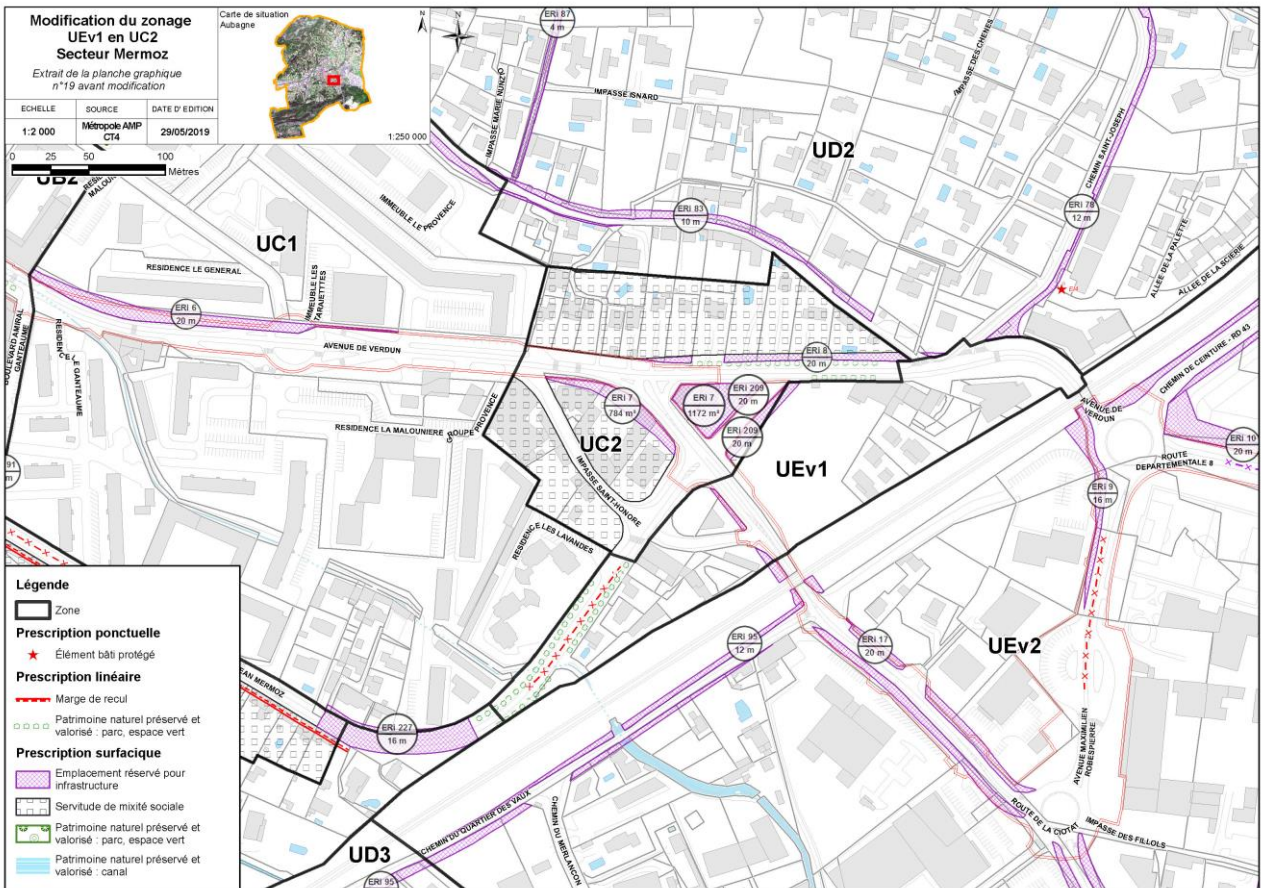 Modification du zonage
UEv1 en UC2
Secteur Mermoz
Extrait de la planche graphique
n°19 avant modification
ECHELLE
SOURCE
DATE D' EDITION
1:2 000
Métropole AMP
CT4
29/05/2019
Carte de situation
Aubagne
N
1:250 000
N
0 25 50 100
Mètres
ERi 87
4 m
IMPASSE MARIE NUNZIO
IMPASSE ISNARD
IMPASSE DES CHENES
CHEMIN SAINT-JOSEPH
UD2
UB2
IMMEUBLE LE PROVENCE
ERi 83
10 m
ERi 78
12 m
ALLEE DE LA PALETTE
ALLEE DE LA SCIERIE
UC1
RESIDENCE LE GENERAL
IMMEUBLE LES
TARAIETTTES
ERi 6
20 m
BOULEVARD AMIRAL
GANTEAUME
RESIDENCE LE GANTEAUME
AVENUE DE VERDUN
ERi 8
20 m
CHEMIN DE CEINTURE - RD 43
ERi 7
784 m²
ERi 7
1172 m²
ERi 209
20 m
ERi 209
20 m
AVENUE DE
VERDUN
RESIDENCE LA MALOUNIERE
GROUPE PROVENCE
UC2
IMPASSE SAINT-HONORE
UEv1
ERi 10
20 m
ROUTE
DEPARTEMENTALE 8
91
m
ERi 9
16 m
RESIDENCE LES LAVANDES
Légende
Zone
Prescription ponctuelle
Élément bâti protégé
Prescription linéaire
Marge de recul
Patrimoine naturel préservé et
valorisé : parc, espace vert
Prescription surfacique
Emplacement réservé pour
infrastructure
Servitude de mixité sociale
Patrimoine naturel préservé et
valorisé : parc, espace vert
Patrimoine naturel préservé et
valorisé : canal
ERi 95
12 m
ERi 17
20 m
UEv2
EAN MERMOZ
ERi 227
16 m
AVENUE MAXIMILIEN
ROBESPIERRE
CHEMIN DU QUARTIER DES VAUX
CHEMIN DU MERLANÇON
ROUTE DE LA CIOTAT
IMPASSE DES FILLOLS
UD3
ERi 95